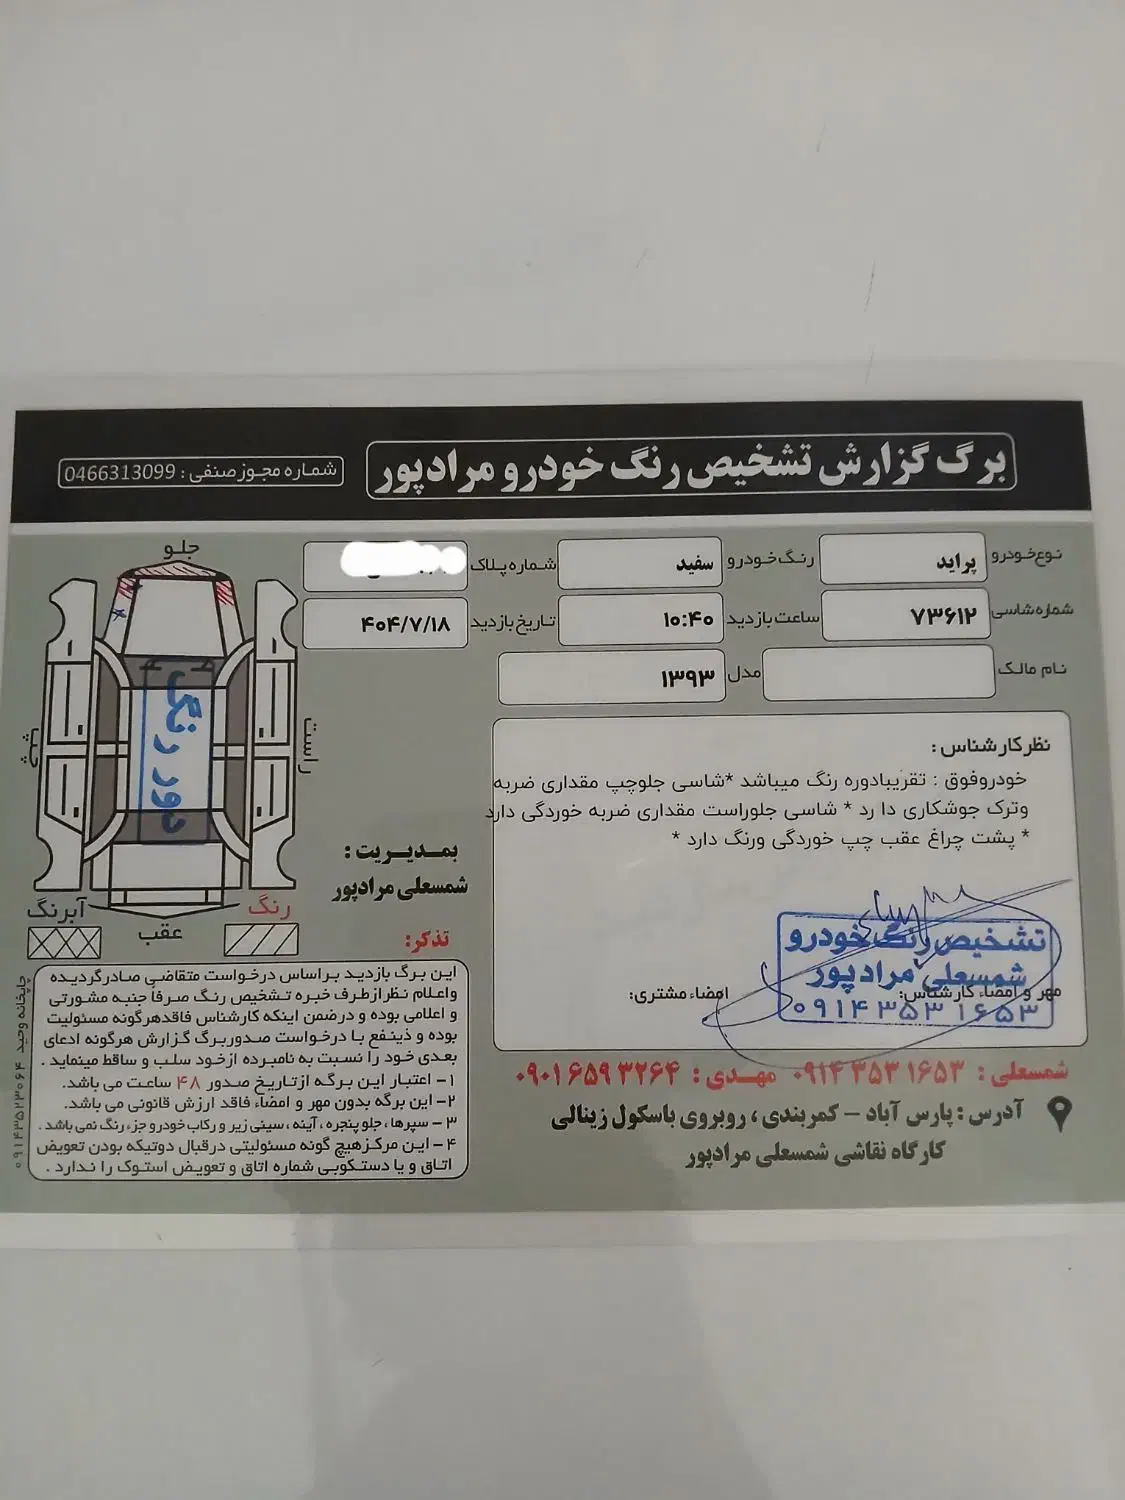 برگ گزارش تشخیص رنگ خودرو مرادپور
شماره مجوز صنفی : 0466313099
نوع خودرو پراید رنگ خودرو سفید شماره پلاک
شماره شاسی ۷۳۶۱۲ ساعت بازدید ۱۰:۴۰ تاریخ بازدید ۴۰۴/۷/۱۸
نام مالک مدل ۱۳۹۳
نظر کارشناس :
خودروفوق : تقریبادوره رنگ میباشد *شاسی جلوچپ مقداری ضربه
وترک جوشکاری دا رد * شاسی جلوراست مقداری ضربه خوردگی دارد
* پشت چراغ عقب چپ خوردگی ورنگ دارد *
تشخیص رنگ خودرو
شمسعلی مرادپور
۰۹۱۴۳۵۳۱۶۵۳
مهر و امضاء کارشناس:
امضاء مشتری:
جلو
راست
چپ
دور رنگ
عقب
رنگ
آبرنگ
بمدیریت :
شمسعلی مرادپور
تذکر:
این برگ بازدید براساس درخواست متقاضی صادرگردیده
واعلام نظرازطرف خبره تشخیص رنگ صرفاً جنبه مشورتی
و اعلامی بوده و درضمن اینکه کارشناس فاقدهرگونه مسئولیت
بوده و ذینفع با درخواست صدوربرگ گزارش هرگونه ادعای
بعدی خود را نسبت به نامبرده ازخود سلب و ساقط مینماید .
۱- اعتبار این برگه ازتاریخ صدور ۴۸ ساعت می باشد.
۲- این برگه بدون مهر و امضاء فاقد ارزش قانونی می باشد.
۳- سپرها ، جلو پنجره ، آینه ، سینی زیر و رکاب خودرو جزء رنگ نمی باشد .
۴- این مرکزهیچ گونه مسئولیتی درقبال دوتیکه بودن تعویض
اتاق و یا دستکوبی شماره اتاق و تعویض استوک را ندارد .
چاپخانه وحید ۰۹۱۴۳۵۲۳۰۶۴
شمسعلی : ۰۹۱۴۳۵۳۱۶۵۳ مهدی : ۰۹۰۱۶۵۹۳۲۶۴
آدرس : پارس آباد – کمربندی ، روبروی باسکول زینالی
کارگاه نقاشی شمسعلی مرادپور